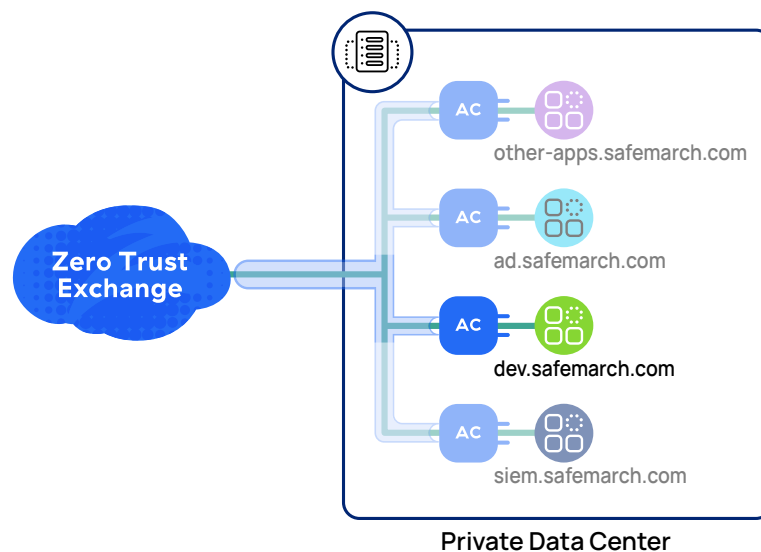 AC
other-apps.safemarch.com
AC
ad.safemarch.com
Zero Trust
Exchange
AC
dev.safemarch.com
AC
siem.safemarch.com
Private Data Center